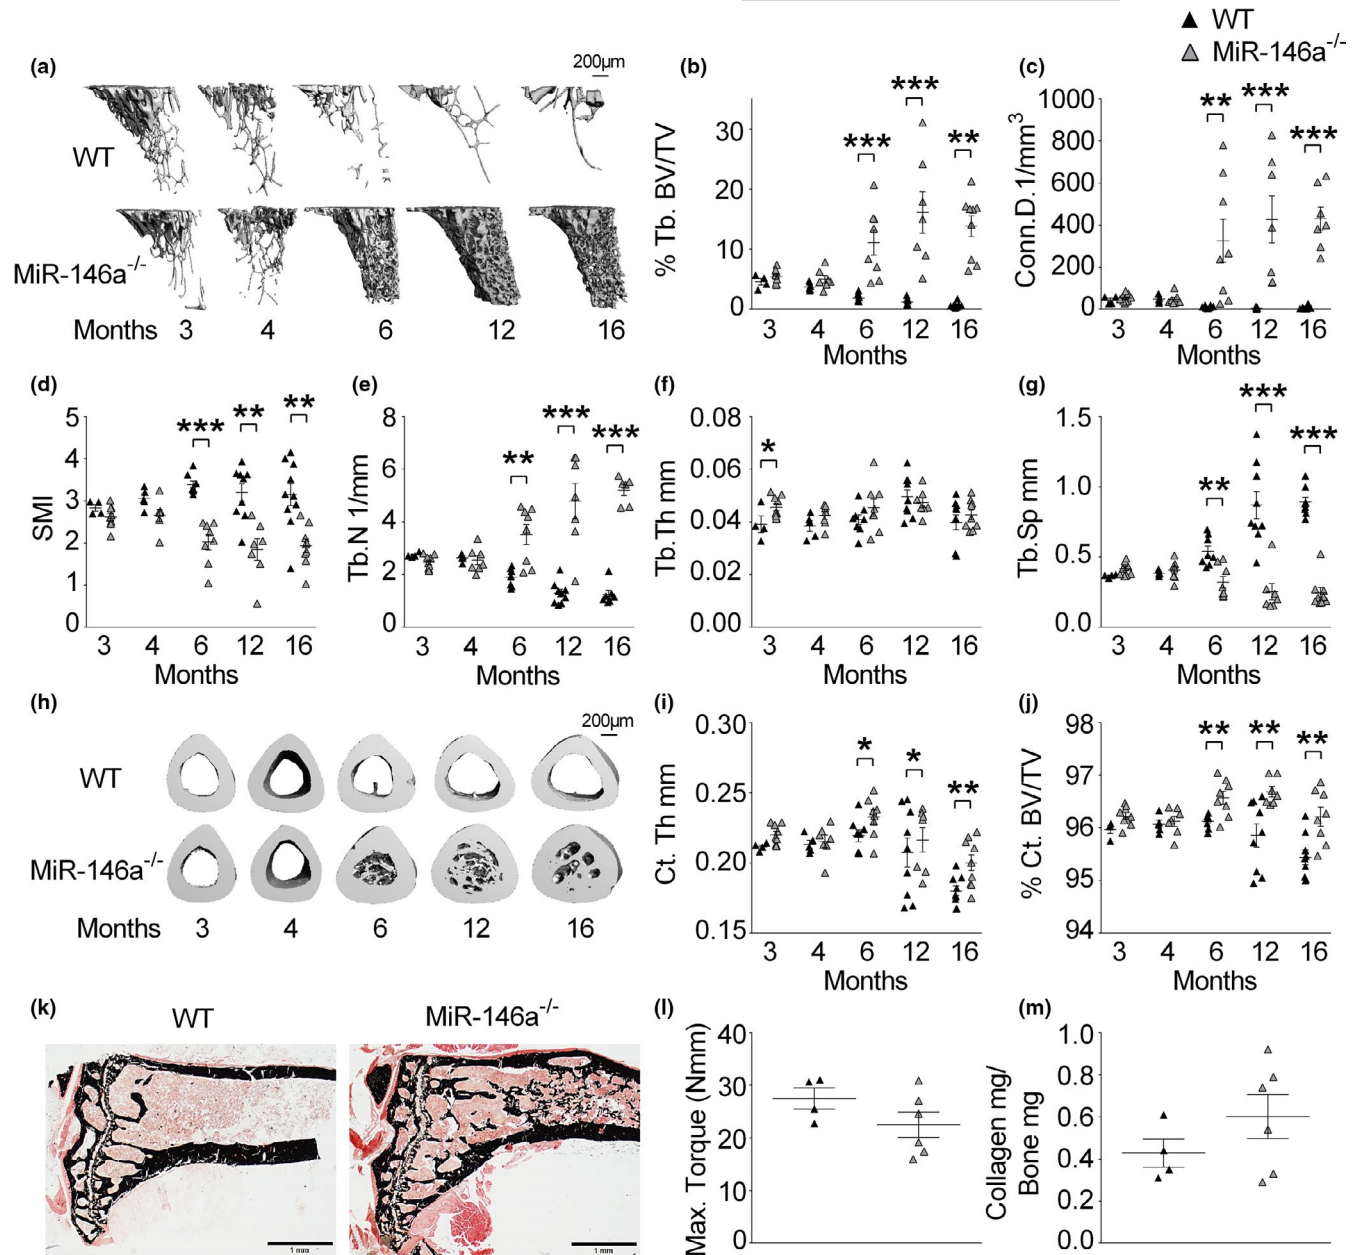 WT
MiR-146a-/-
(a)
200µm
WT
MiR-146a-/-
Months 3 4 6 12 16
(b)
% Tb. BV/TV
30
20
10
0
*** *** **
3 4 6 12 16
Months
(c)
Conn.D.1/mm3
1000
800
600
400
200
0
** *** ***
3 4 6 12 16
Months
(d)
SMI
5
4
3
2
1
0
*** ** **
3 4 6 12 16
Months
(e)
Tb.N 1/mm
8
6
4
2
0
** *** ***
3 4 6 12 16
Months
(f)
Tb.Th mm
0.08
0.06
0.04
0.02
0.00
*
3 4 6 12 16
Months
(g)
Tb.Sp mm
1.5
1.0
0.5
0.0
** *** ***
3 4 6 12 16
Months
(h)
200µm
WT
MiR-146a-/-
Months 3 4 6 12 16
(i)
Ct. Th mm
0.30
0.25
0.20
0.15
* * **
3 4 6 12 16
Months
(j)
% Ct. BV/TV
98
97
96
95
94
** ** **
3 4 6 12 16
Months
(k)
WT
MiR-146a-/-
1 mm
1 mm
(l)
Max. Torque (Nmm)
40
30
20
10
0
(m)
Collagen mg/
Bone mg
1.0
0.8
0.6
0.4
0.2
0.0